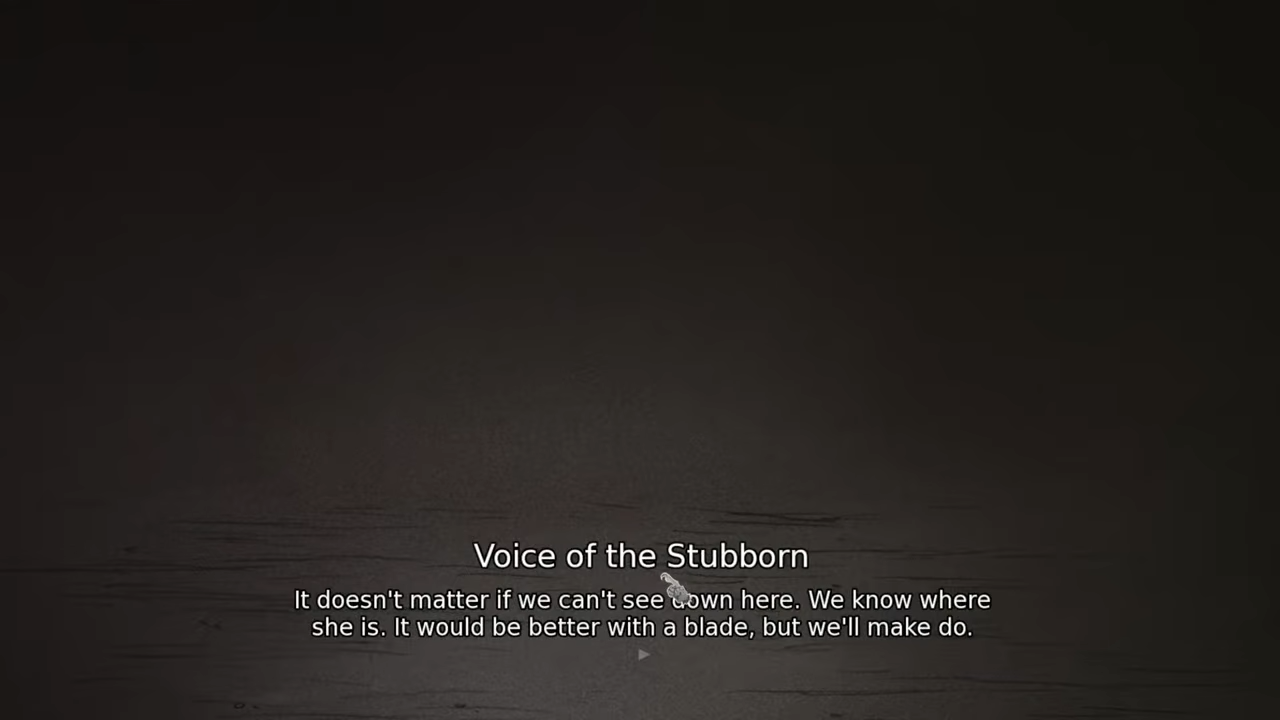 Voice of the Stubborn
It doesn't matter if we can't see down here. We know where
she is. It would be better with a blade, but we'll make do.